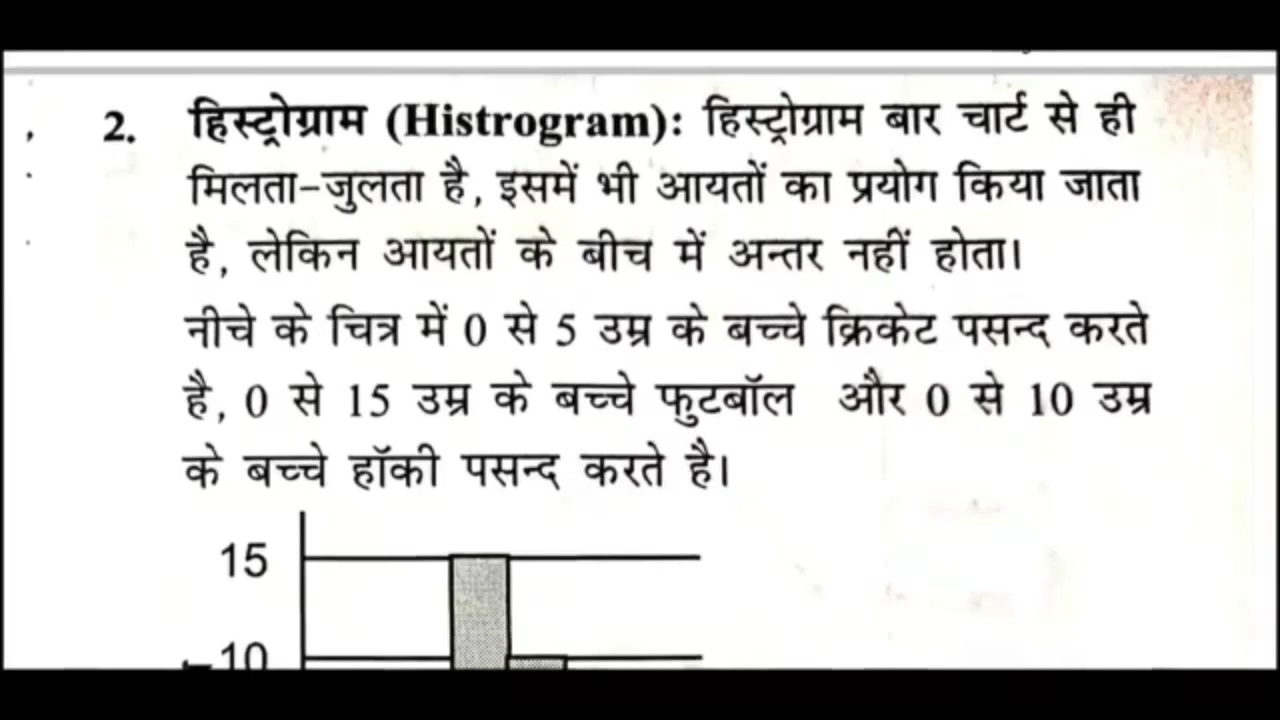 2. हिस्ट्रोग्राम (Histrogram): हिस्ट्रोग्राम बार चार्ट से ही
मिलता-जुलता है, इसमें भी आयतों का प्रयोग किया जाता
है, लेकिन आयतों के बीच में अन्तर नहीं होता।
नीचे के चित्र में 0 से 5 उम्र के बच्चे क्रिकेट पसन्द करते
है, 0 से 15 उम्र के बच्चे फुटबॉल और 0 से 10 उम्र
के बच्चे हॉकी पसन्द करते है।
15
10